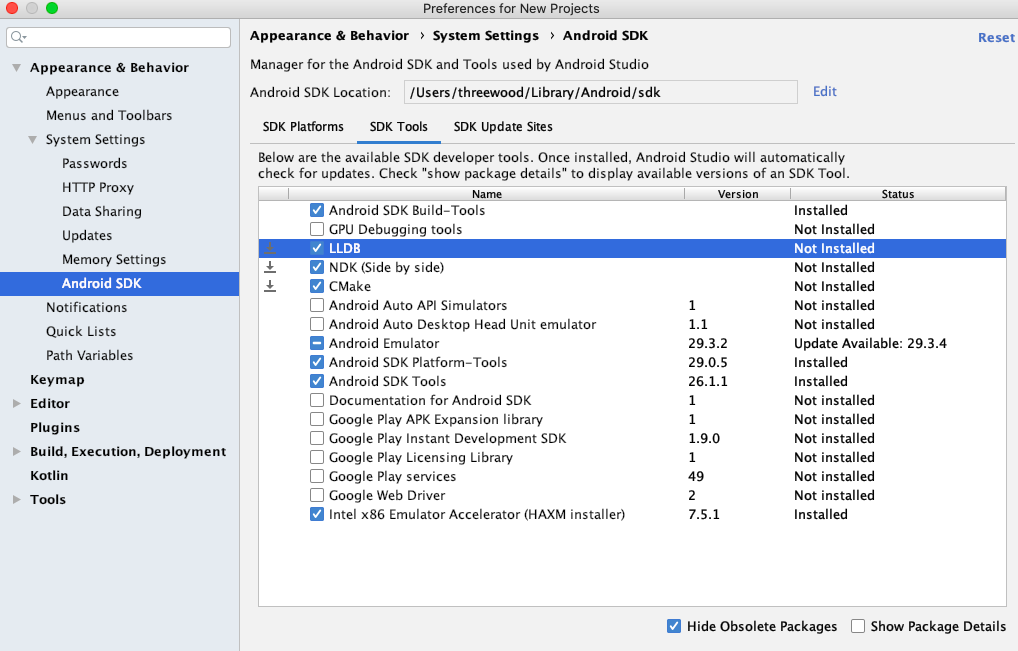 Preferences for New Projects
Appearance & Behavior
Appearance
Menus and Toolbars
System Settings
Passwords
HTTP Proxy
Data Sharing
Updates
Memory Settings
Android SDK
Notifications
Quick Lists
Path Variables
Keymap
Editor
Plugins
Build, Execution, Deployment
Kotlin
Tools
Appearance & Behavior › System Settings › Android SDK Reset
Manager for the Android SDK and Tools used by Android Studio
Android SDK Location: /Users/threewood/Library/Android/sdk Edit
SDK Platforms SDK Tools SDK Update Sites
Below are the available SDK developer tools. Once installed, Android Studio will automatically
check for updates. Check "show package details" to display available versions of an SDK Tool.
Name Version Status
Android SDK Build-Tools Installed
GPU Debugging tools Not Installed
LLDB Not Installed
NDK (Side by side) Not Installed
CMake Not Installed
Android Auto API Simulators 1 Not installed
Android Auto Desktop Head Unit emulator 1.1 Not installed
Android Emulator 29.3.2 Update Available: 29.3.4
Android SDK Platform-Tools 29.0.5 Installed
Android SDK Tools 26.1.1 Installed
Documentation for Android SDK 1 Not installed
Google Play APK Expansion library 1 Not installed
Google Play Instant Development SDK 1.9.0 Not installed
Google Play Licensing Library 1 Not installed
Google Play services 49 Not installed
Google Web Driver 2 Not installed
Intel x86 Emulator Accelerator (HAXM installer) 7.5.1 Installed
Hide Obsolete Packages Show Package Details